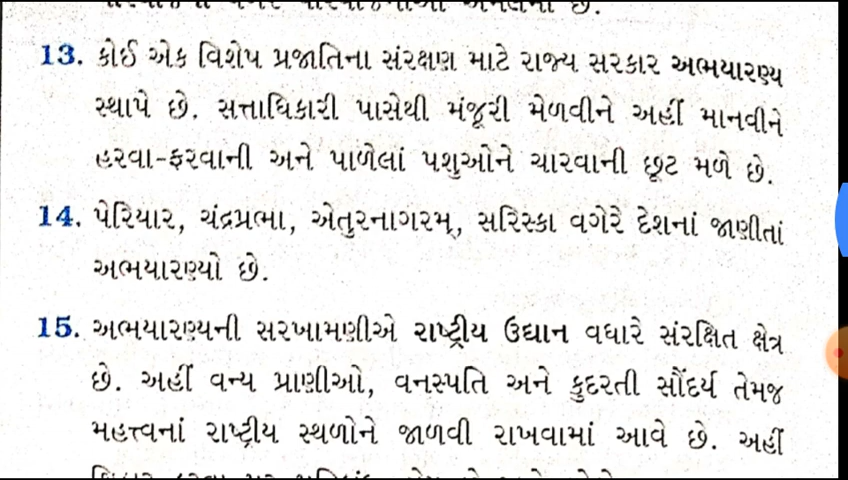 13. કોઈ એક વિશેષ પ્રજાતિના સંરક્ષણ માટે રાજ્ય સરકાર અભયારણ્ય
સ્થાપે છે. સત્તાધિકારી પાસેથી મંજૂરી મેળવીને અહીં માનવીને
હરવા-ફરવાની અને પાળેલાં પશુઓને ચારવાની છૂટ મળે છે.
14. પેરિયાર, ચંદ્રપ્રભા, એતુરનાગરમ્, સરિસ્કા વગેરે દેશનાં જાણીતાં
અભયારણ્યો છે.
15. અભયારણ્યની સરખામણીએ રાષ્ટ્રીય ઉદ્યાન વધારે સંરક્ષિત ક્ષેત્ર
છે. અહીં વન્ય પ્રાણીઓ, વનસ્પતિ અને કુદરતી સૌંદર્ય તેમજ
મહત્ત્વનાં રાષ્ટ્રીય સ્થળોને જાળવી રાખવામાં આવે છે. અહીં